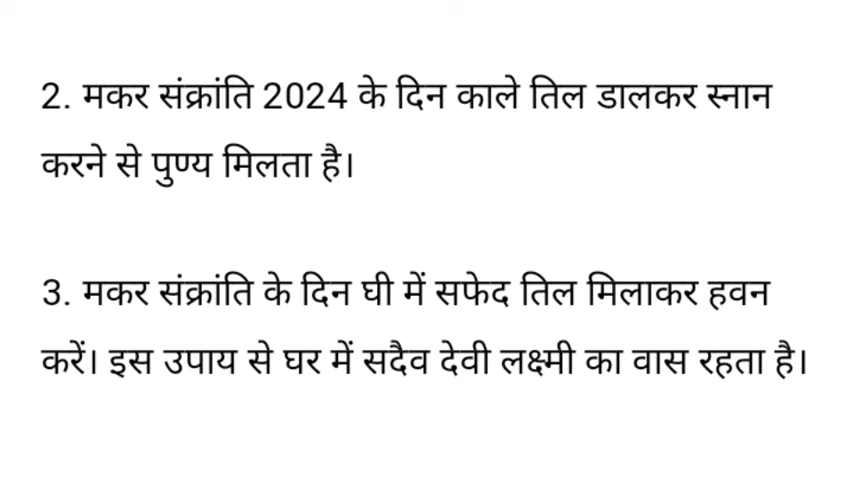 2. मकर संक्रांति 2024 के दिन काले तिल डालकर स्नान
करने से पुण्य मिलता है।
3. मकर संक्रांति के दिन घी में सफेद तिल मिलाकर हवन
करें। इस उपाय से घर में सदैव देवी लक्ष्मी का वास रहता है।